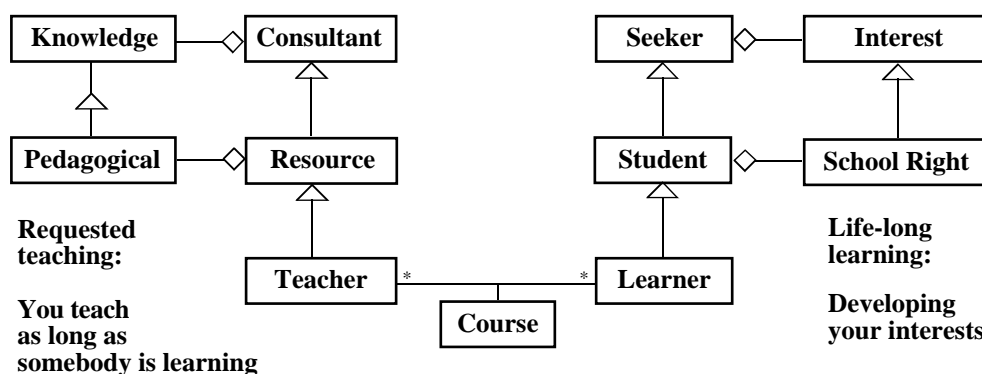 Knowledge
Consultant
Seeker
Interest
Pedagogical
Resource
Student
School Right
Requested
teaching:
You teach
as long as
somebody is learning
Teacher
*
*
Learner
Course
Life-long
learning:
Developing
your interests